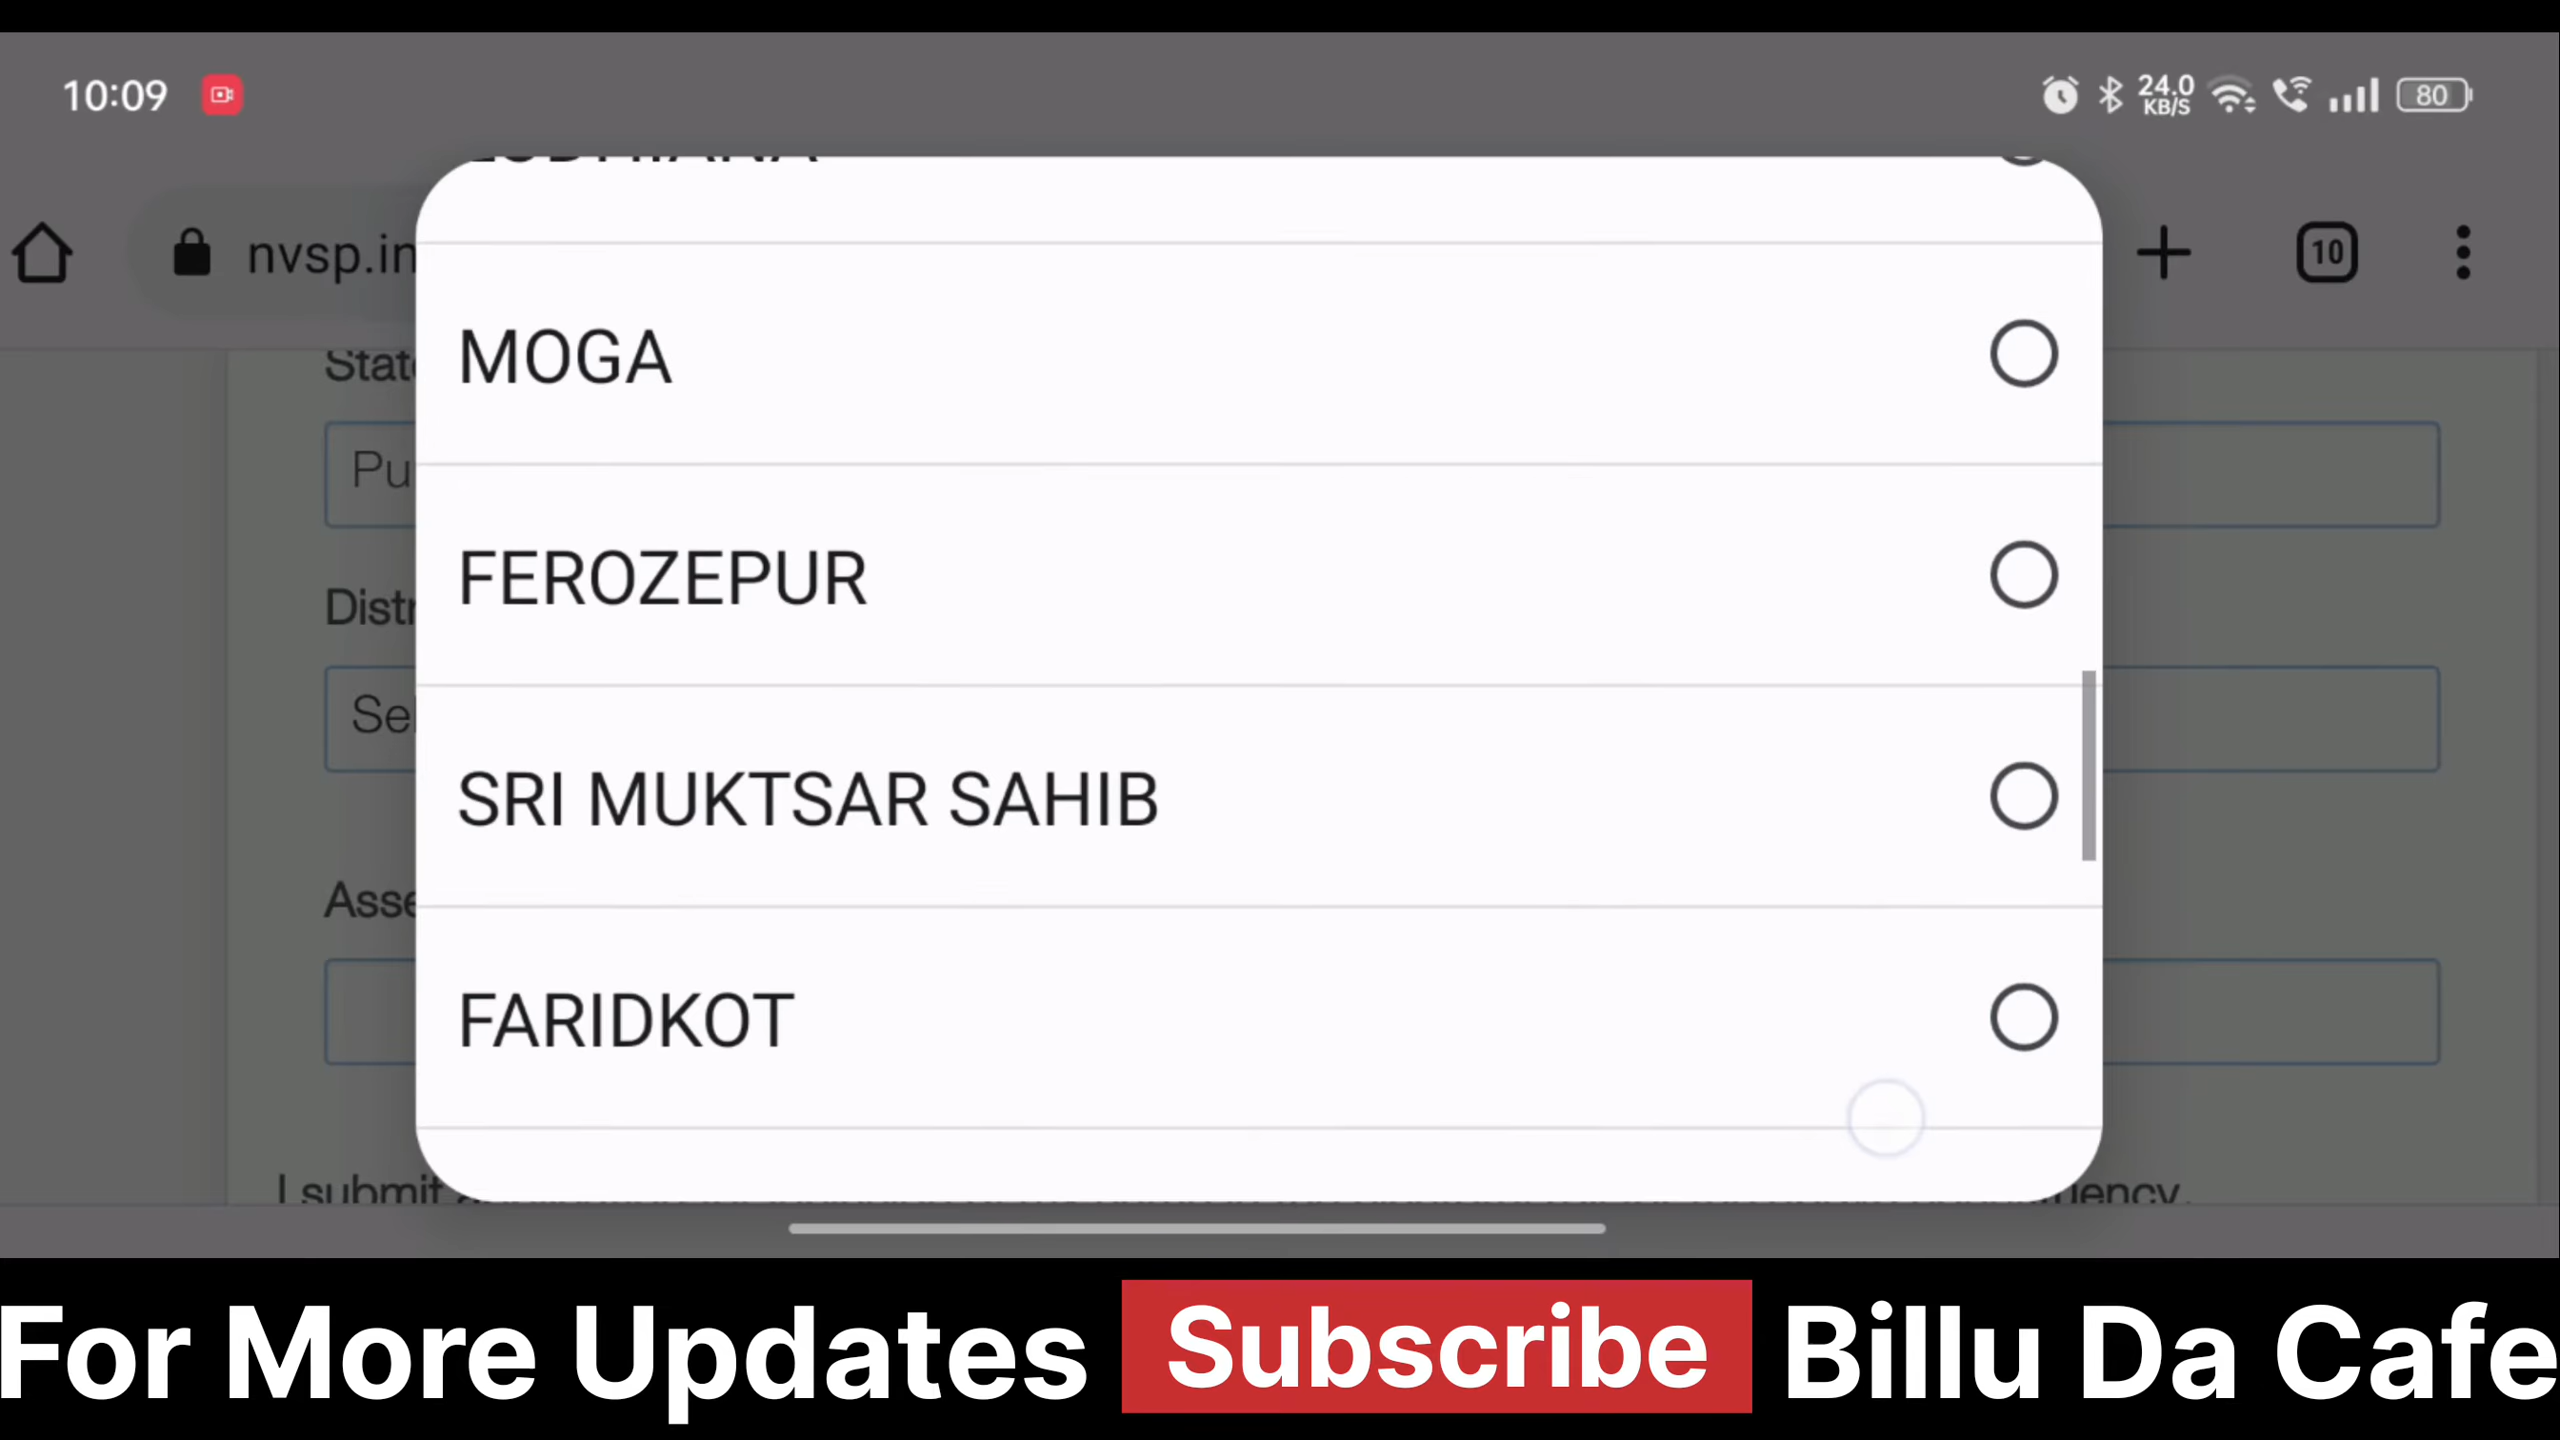 10:09
24.0
KB/S
80
nvsp.in
10
MOGA
FEROZEPUR
SRI MUKTSAR SAHIB
FARIDKOT
I submit
For More Updates Subscribe Billu Da Cafe